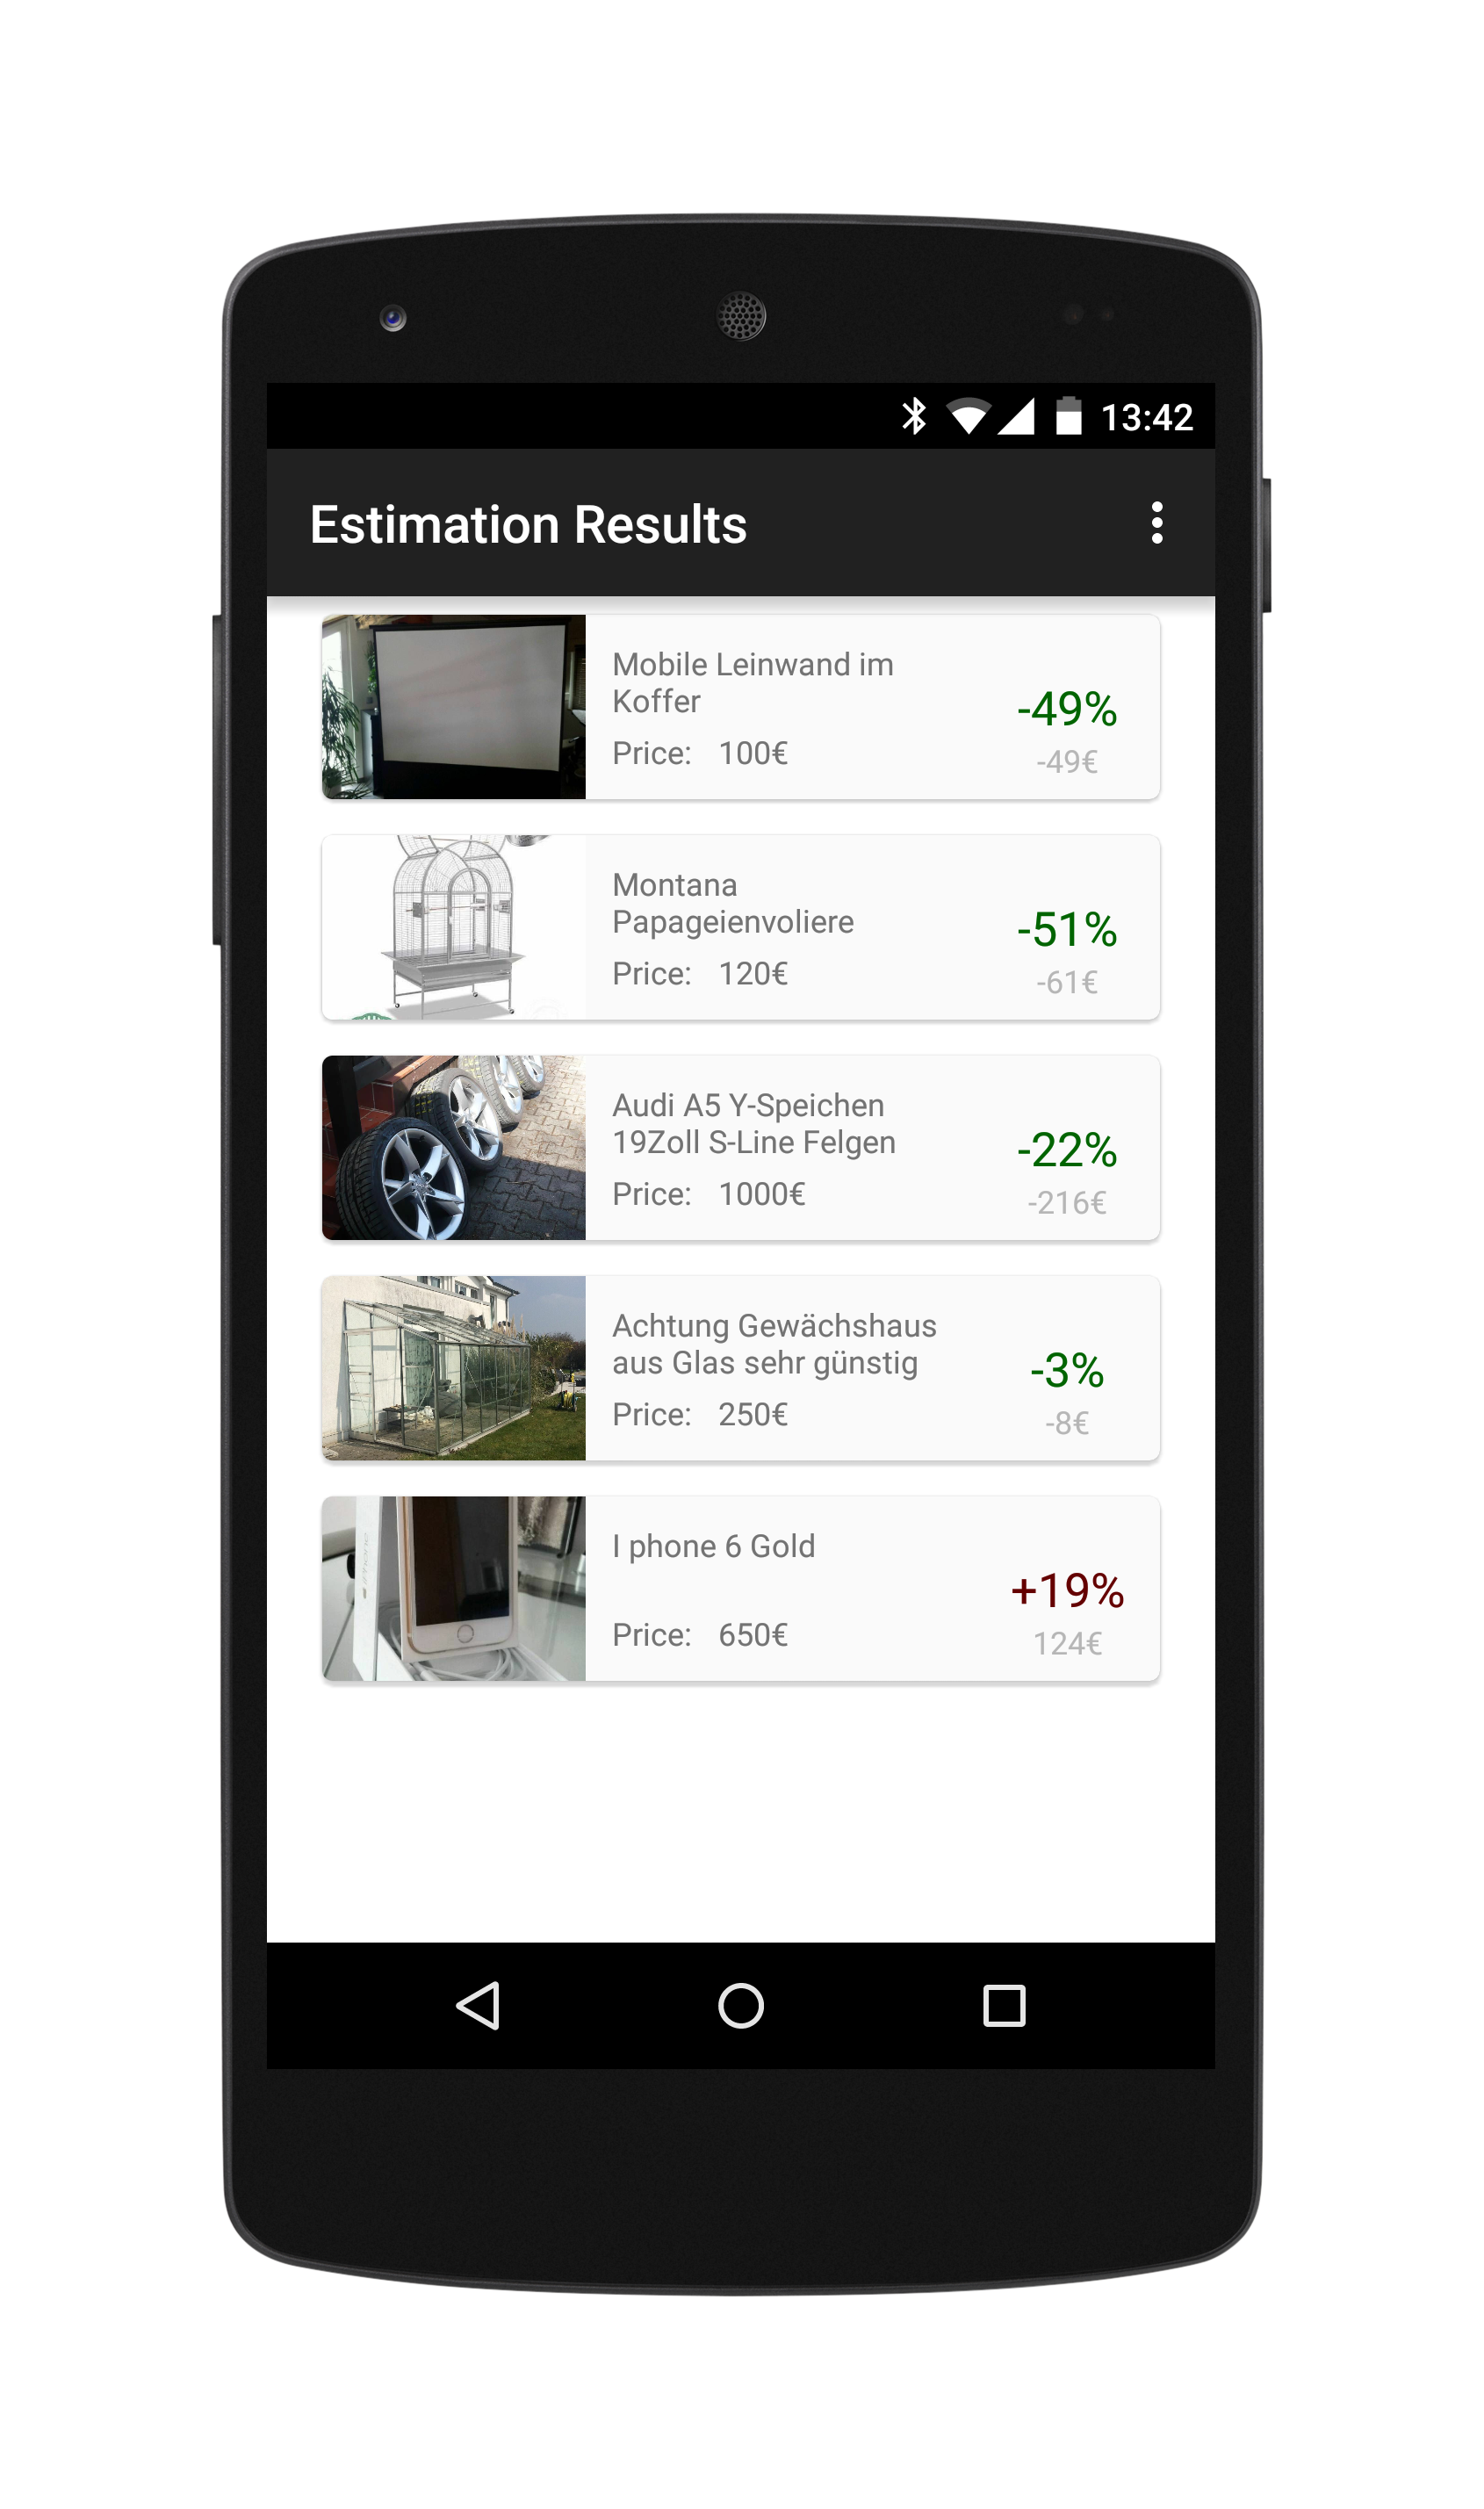 13:42
Estimation Results
Mobile Leinwand im
Koffer
Price: 100€
-49%
-49€
Montana
Papageienvoliere
Price: 120€
-51%
-61€
Audi A5 Y-Speichen
19Zoll S-Line Felgen
Price: 1000€
-22%
-216€
Achtung Gewächshaus
aus Glas sehr günstig
Price: 250€
-3%
-8€
I phone 6 Gold
Price: 650€
+19%
124€